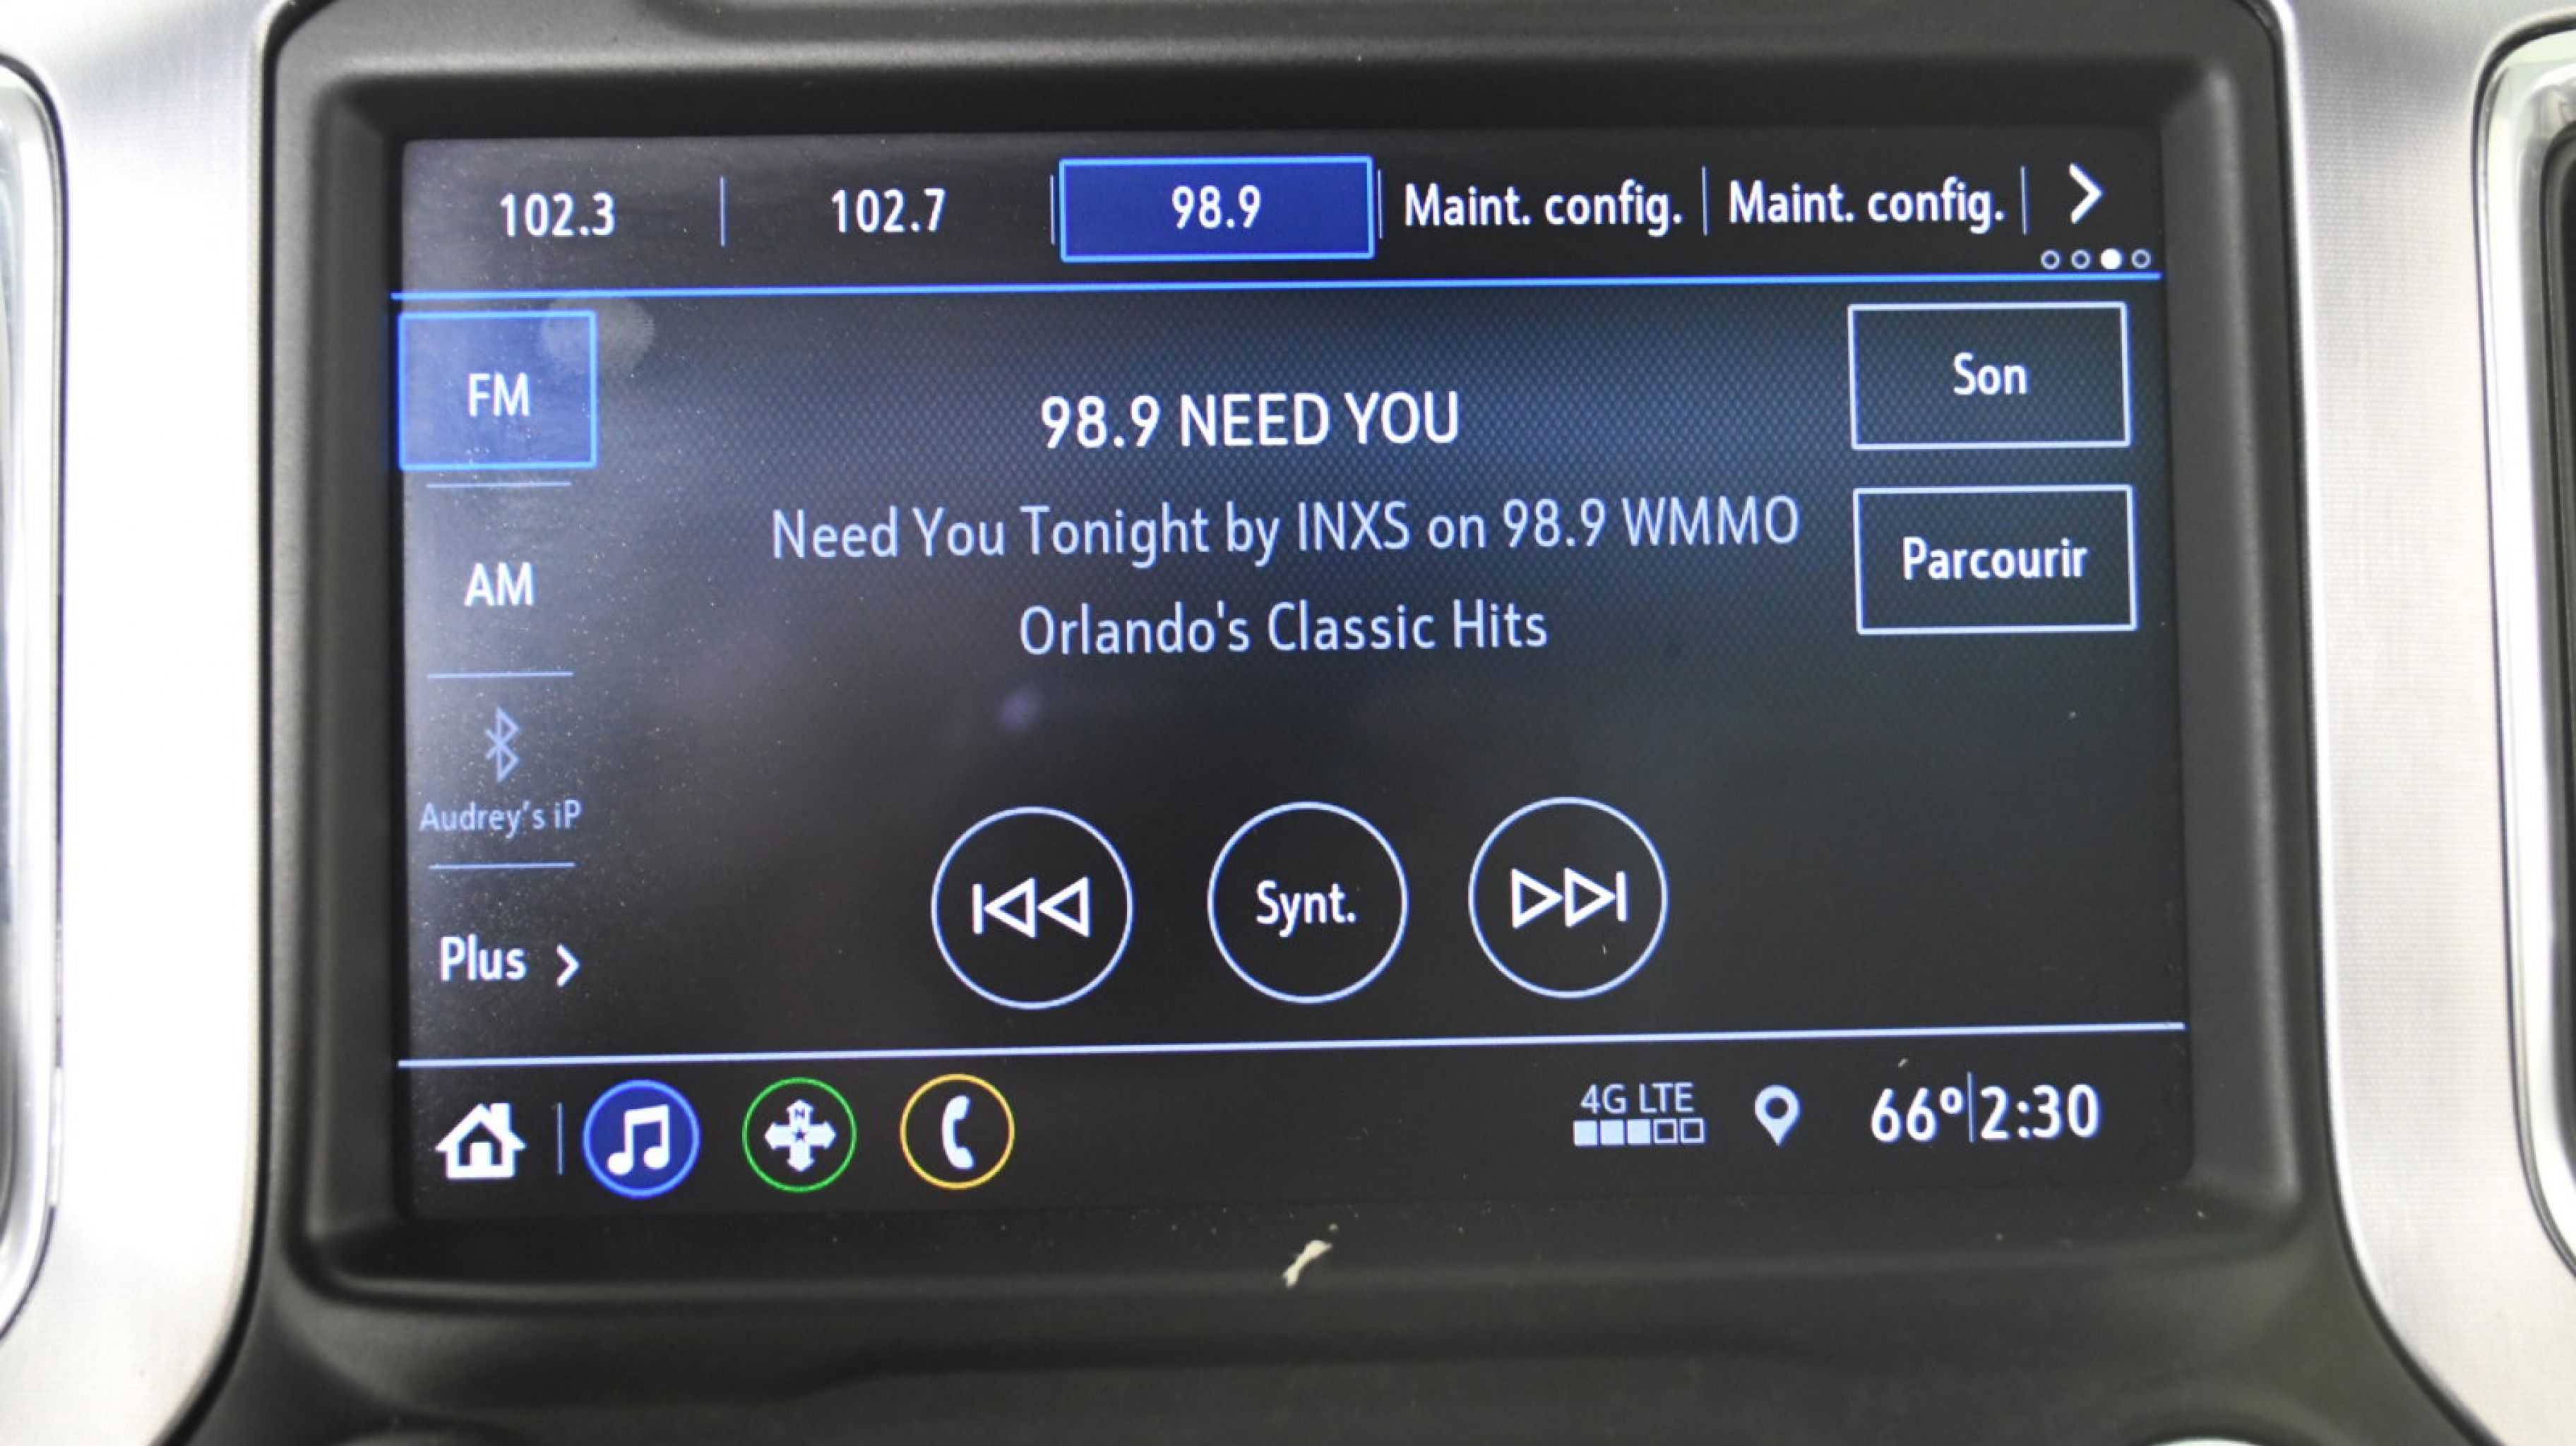 102.3 102.7 98.9 Maint. config. Maint. config.
FM
Son
98.9 NEED YOU
Need You Tonight by INXS on 98.9 WMMO
Orlando's Classic Hits
Parcourir
AM
Audrey's iP
Plus
Synt.
N
4G LTE
66° 2:30